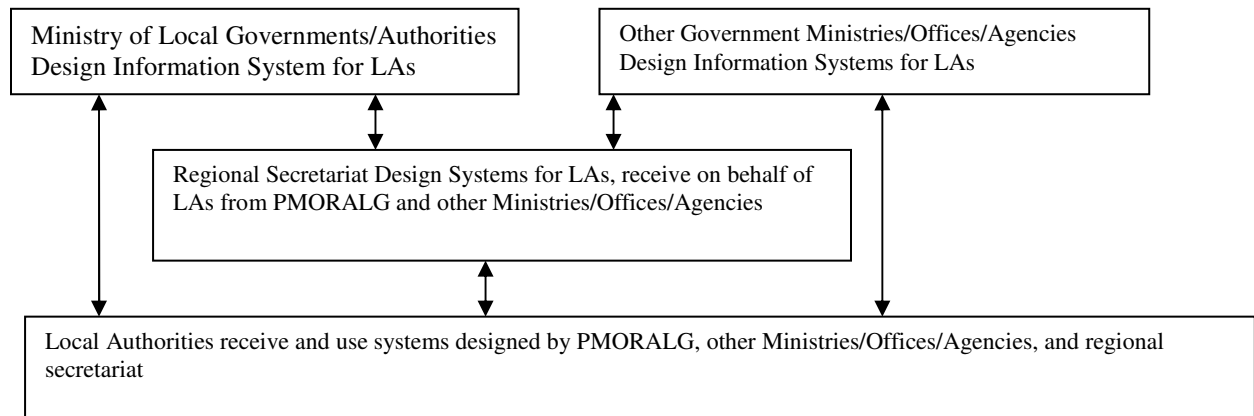 Ministry of Local Governments/Authorities
Design Information System for LAs
Other Government Ministries/Offices/Agencies
Design Information Systems for LAs
Regional Secretariat Design Systems for LAs, receive on behalf of
LAs from PMORALG and other Ministries/Offices/Agencies
Local Authorities receive and use systems designed by PMORALG, other Ministries/Offices/Agencies, and regional
secretariat